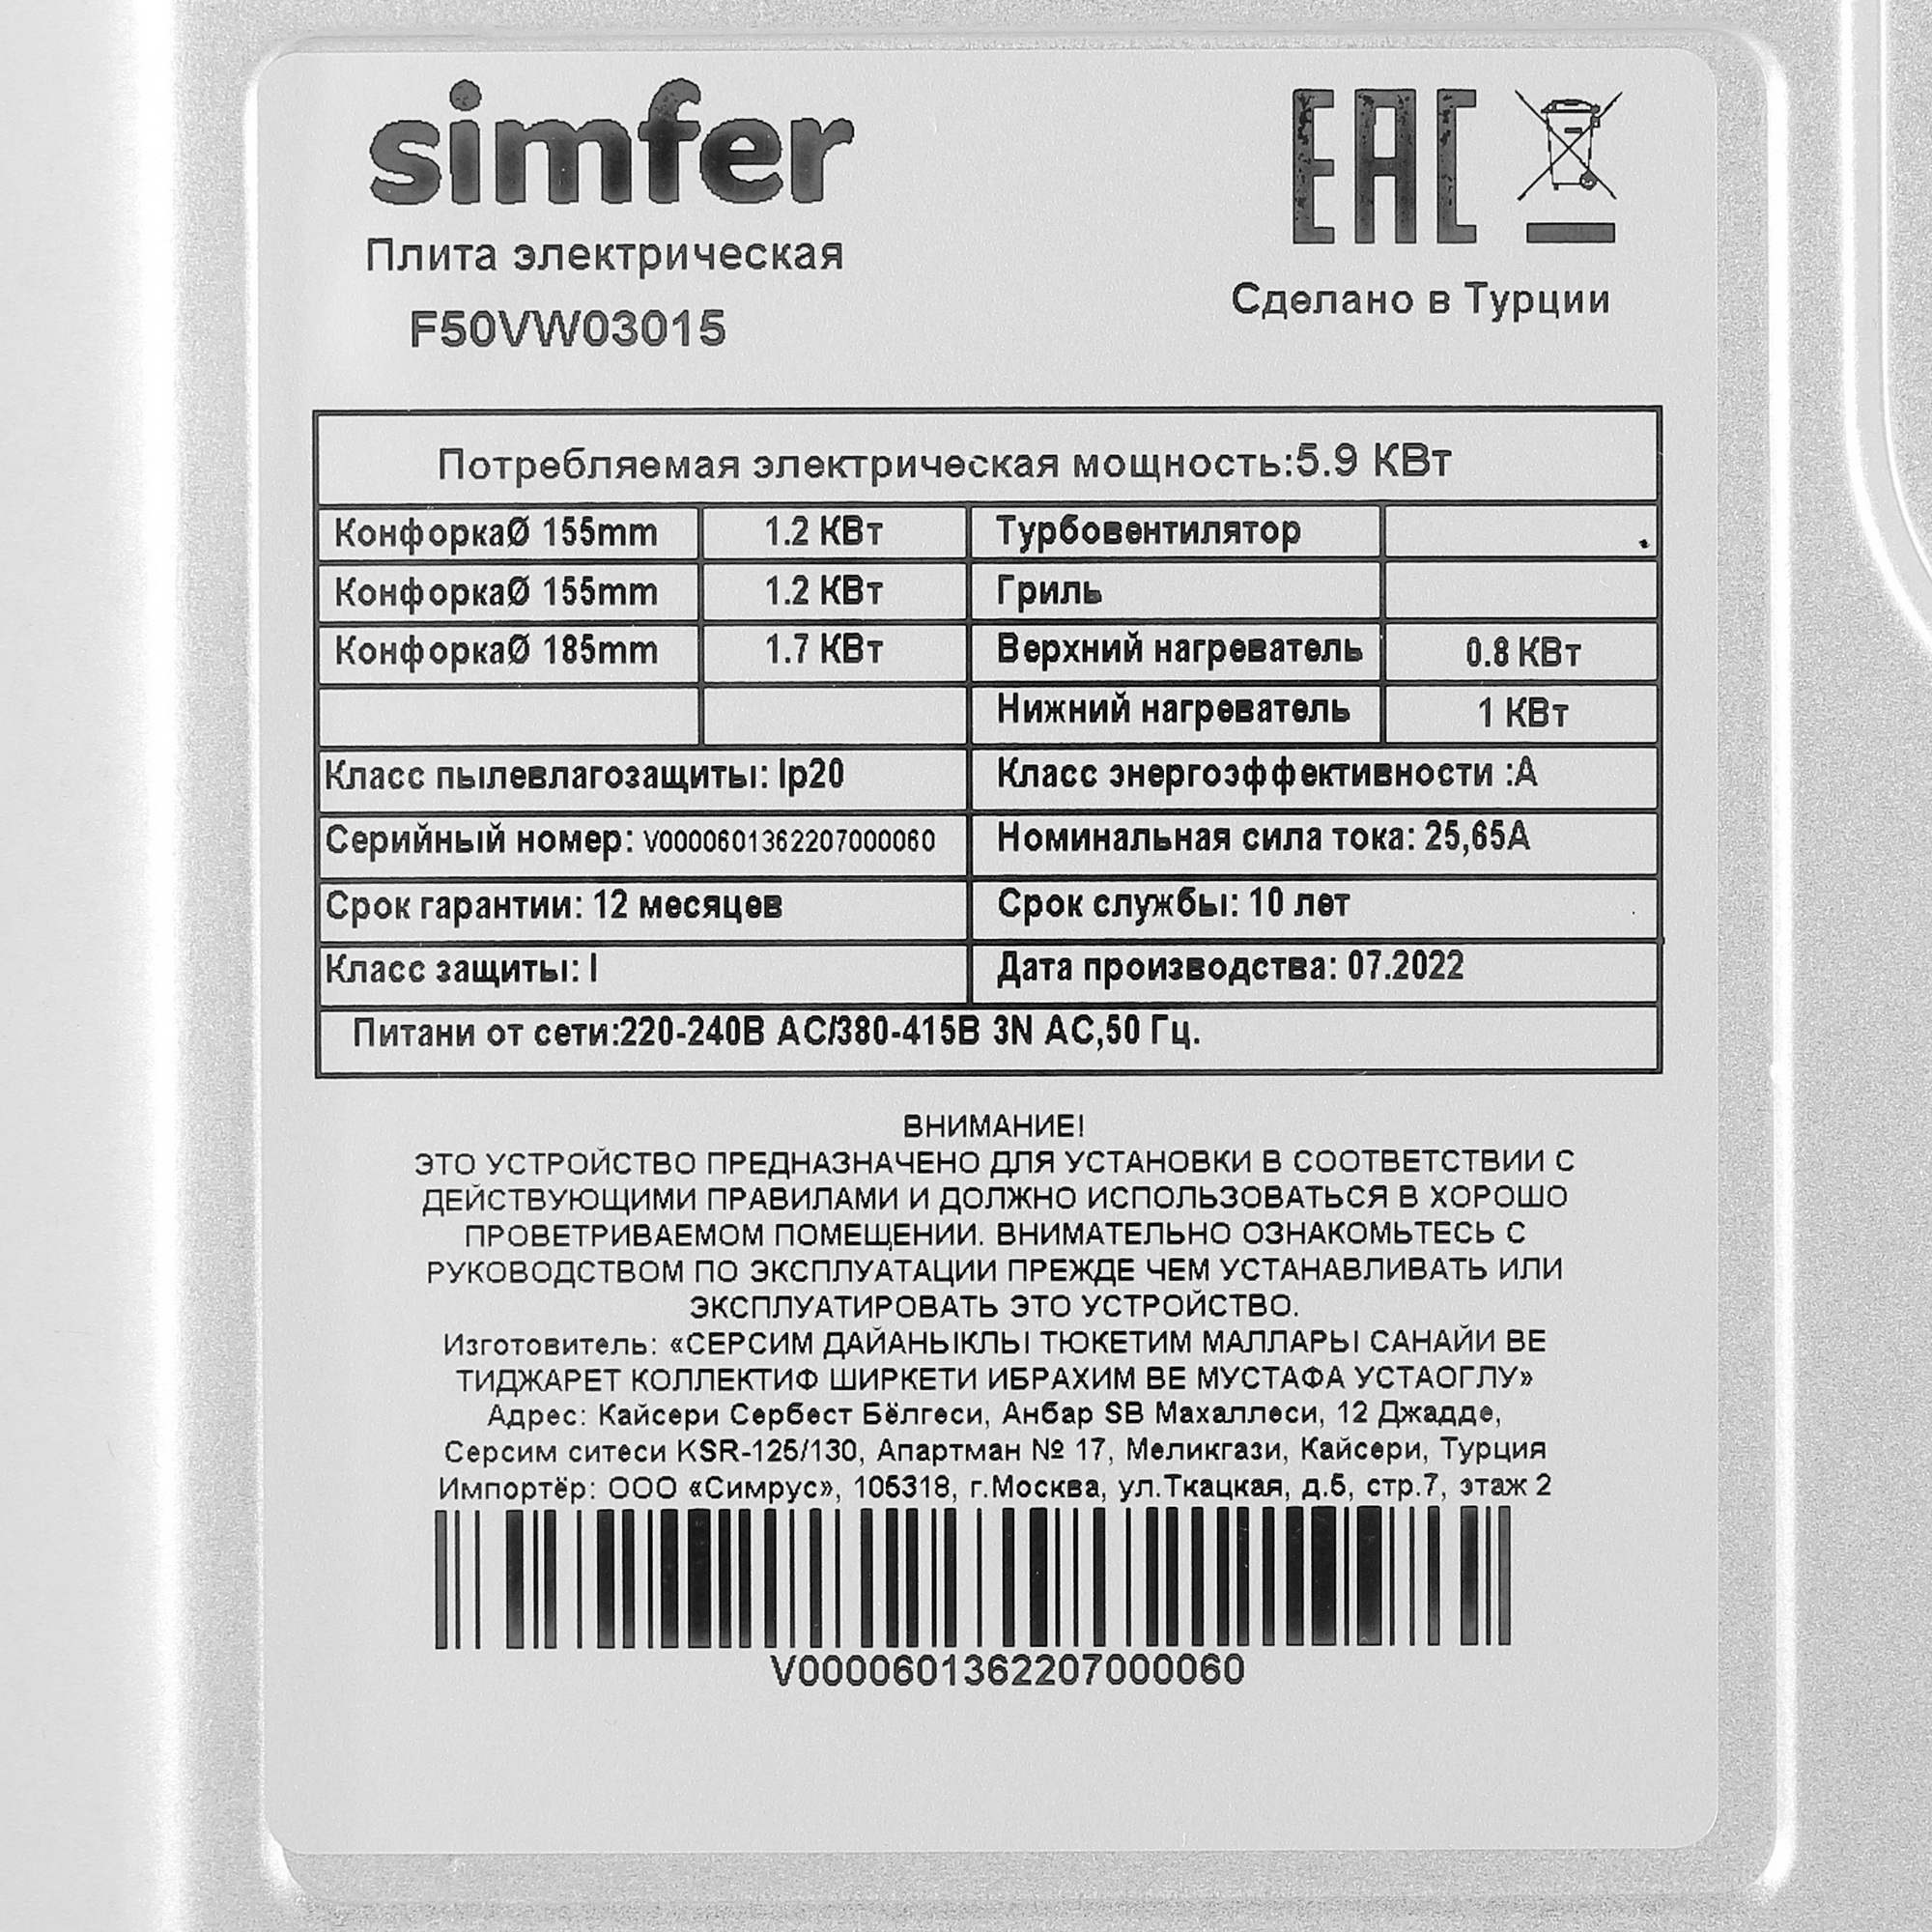 simfer
EAC
Плита электрическая
Сделано в Турции
F50VW03015
Потребляемая электрическая мощность:5.9 КВт
КонфоркаØ 155mm 1.2 КВт Турбовентилятор
КонфоркаØ 155mm 1.2 КВт Гриль
КонфоркаØ 185mm 1.7 КВт Верхний нагреватель 0.8 КВт
Нижний нагреватель 1 КВт
Класс пылевлагозащиты: Ip20 Класс энергоэффективности :A
Серийный номер: V0000601362207000060 Номинальная сила тока: 25,65A
Срок гарантии: 12 месяцев Срок службы: 10 лет
Класс защиты: I Дата производства: 07.2022
Питани от сети:220-240В AC/380-415В 3N AC,50 Гц.
ВНИМАНИЕ!
ЭТО УСТРОЙСТВО ПРЕДНАЗНАЧЕНО ДЛЯ УСТАНОВКИ В СООТВЕТСТВИИ С
ДЕЙСТВУЮЩИМИ ПРАВИЛАМИ И ДОЛЖНО ИСПОЛЬЗОВАТЬСЯ В ХОРОШО
ПРОВЕТРИВАЕМОМ ПОМЕЩЕНИИ. ВНИМАТЕЛЬНО ОЗНАКОМЬТЕСЬ С
РУКОВОДСТВОМ ПО ЭКСПЛУАТАЦИИ ПРЕЖДЕ ЧЕМ УСТАНАВЛИВАТЬ ИЛИ
ЭКСПЛУАТИРОВАТЬ ЭТО УСТРОЙСТВО.
Изготовитель: «СЕРСИМ ДАЙАНЫКЛЫ ТЮКЕТИМ МАЛЛАРЫ САНАЙИ ВЕ
ТИДЖАРЕТ КОЛЛЕКТИФ ШИРКЕТИ ИБРАХИМ ВЕ МУСТАФА УСТАОГЛУ»
Адрес: Кайсери Сербест Бёлгеси, Анбар SB Махаллеси, 12 Джадде,
Серсим ситеси KSR-125/130, Апартман № 17, Меликгази, Кайсери, Турция
Импортёр: ООО «Симрус», 105318, г.Москва, ул.Ткацкая, д.5, стр.7, этаж 2
V0000601362207000060